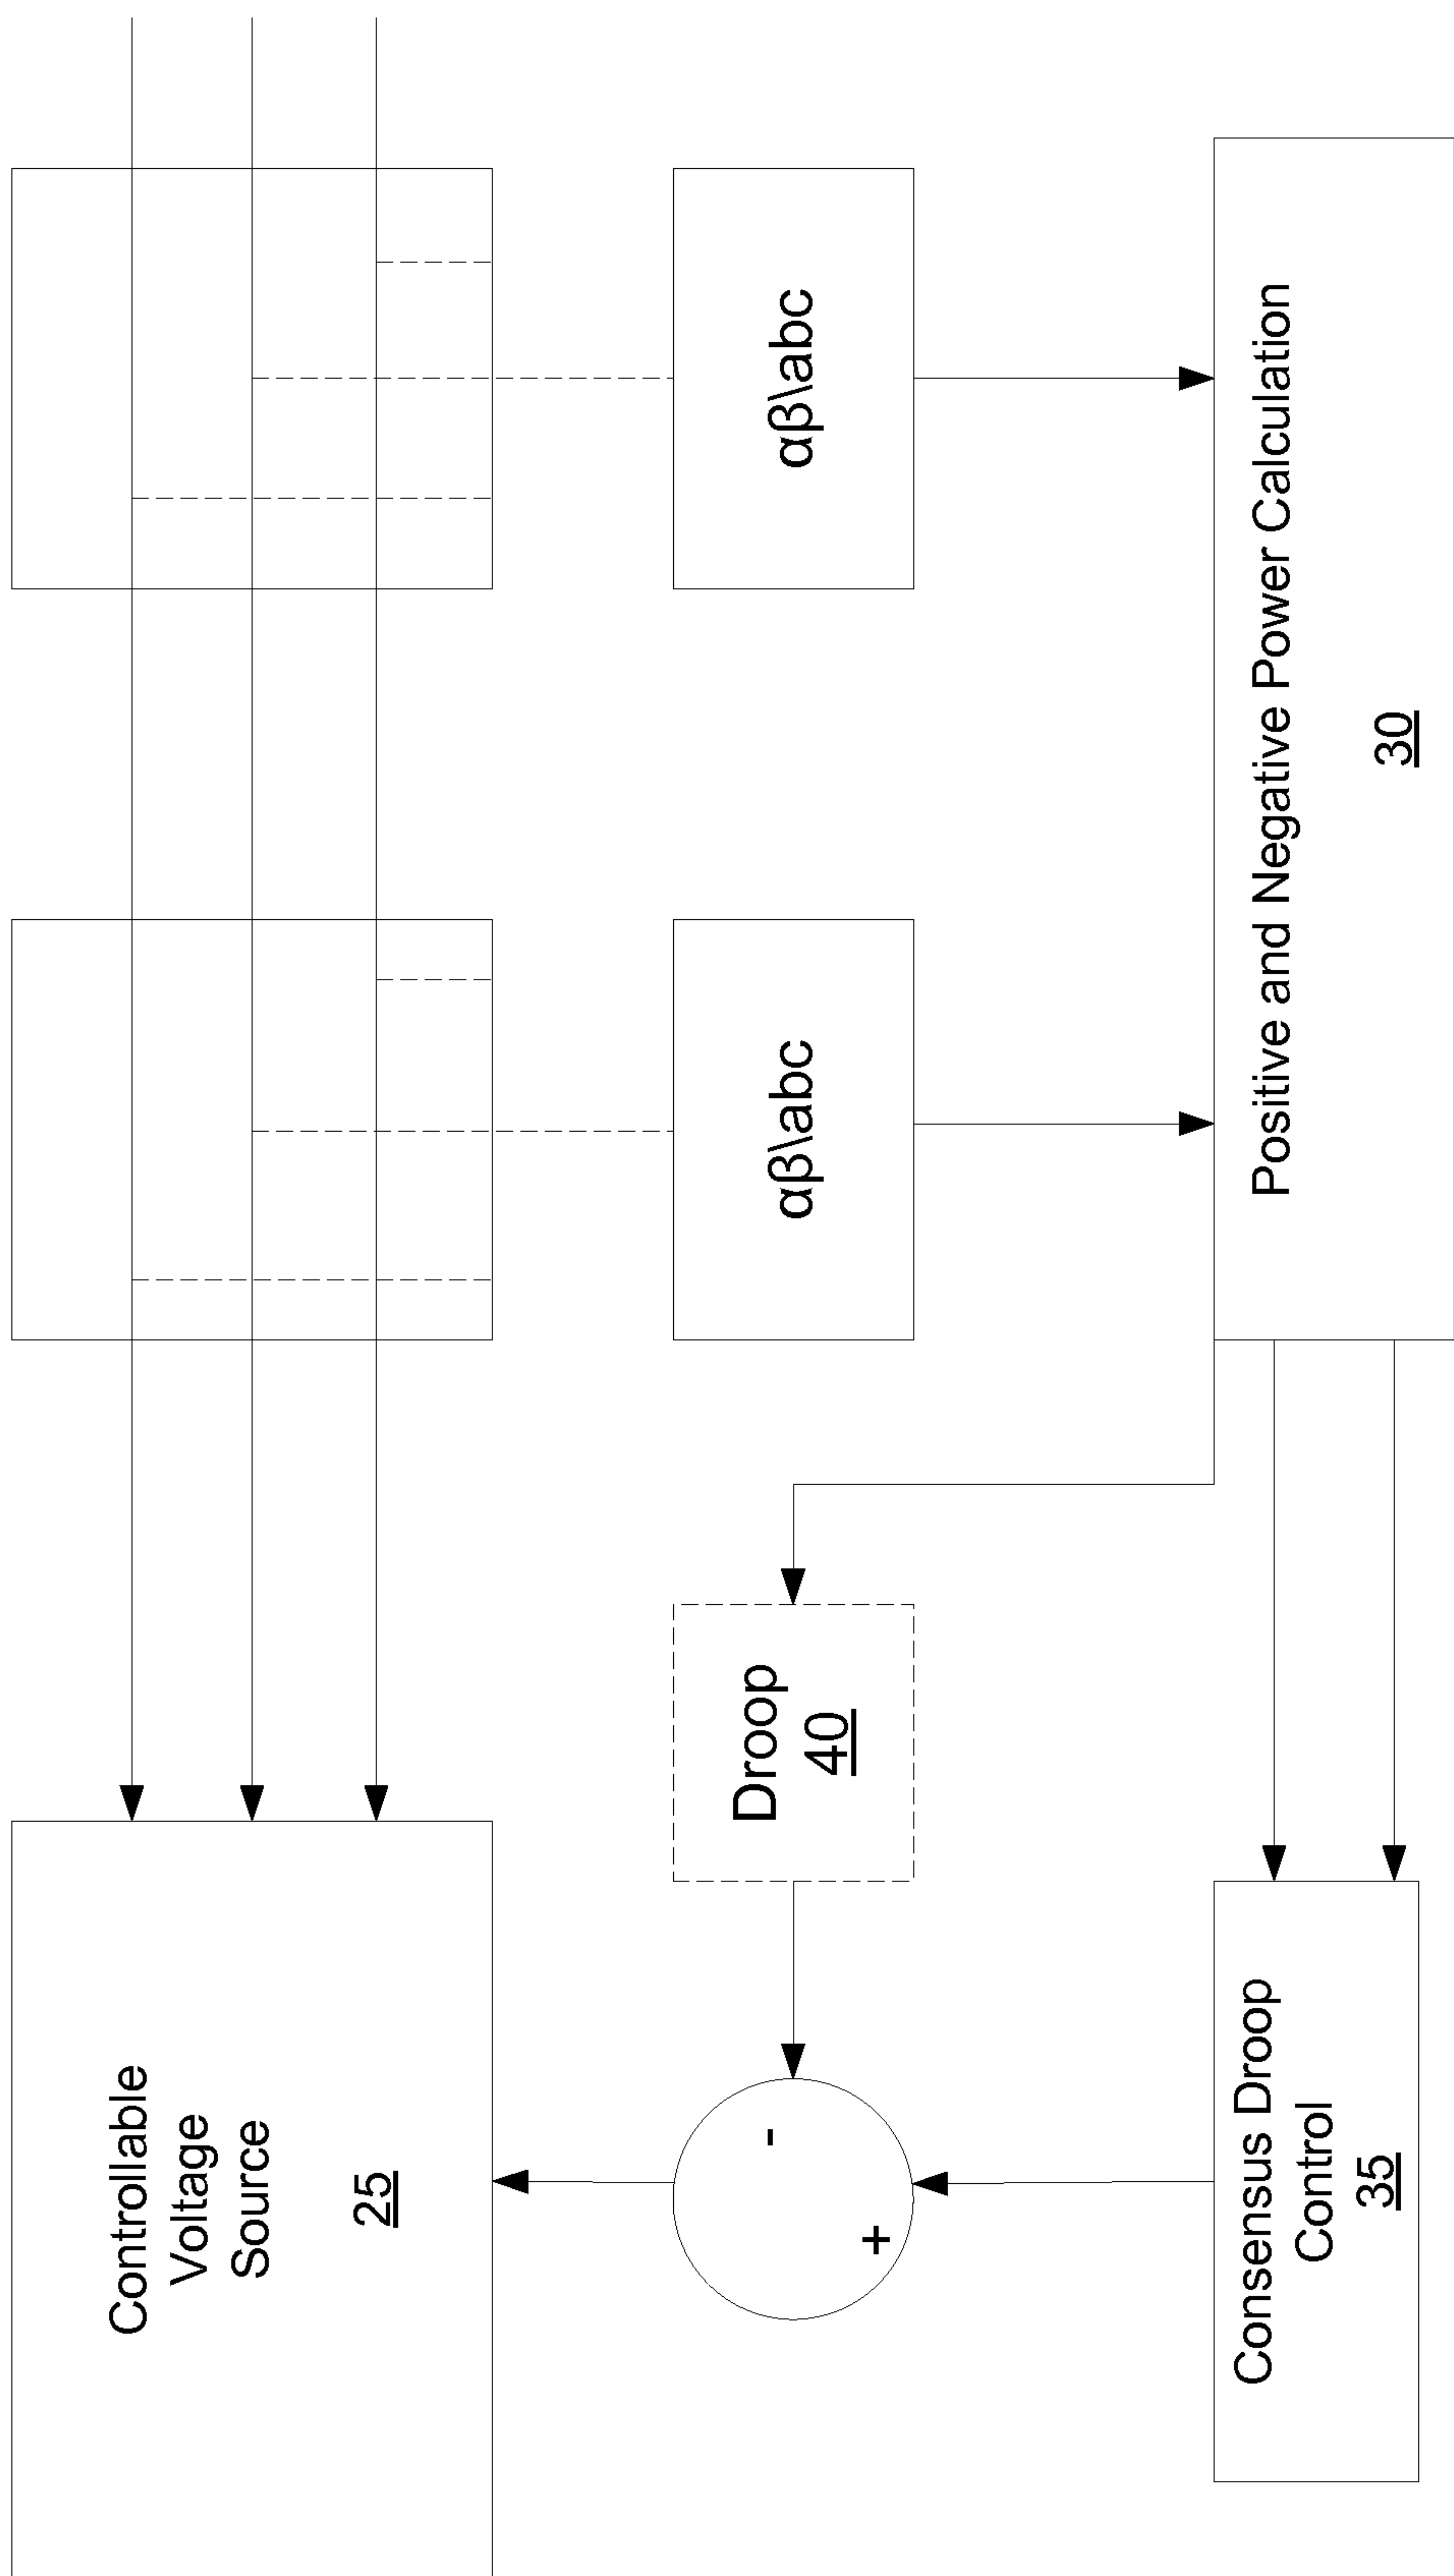 Controllable
Voltage
Source
25
αβ\abc
αβ\abc
Droop
40
-
+
Consensus Droop
Control
35
Positive and Negative Power Calculation
30